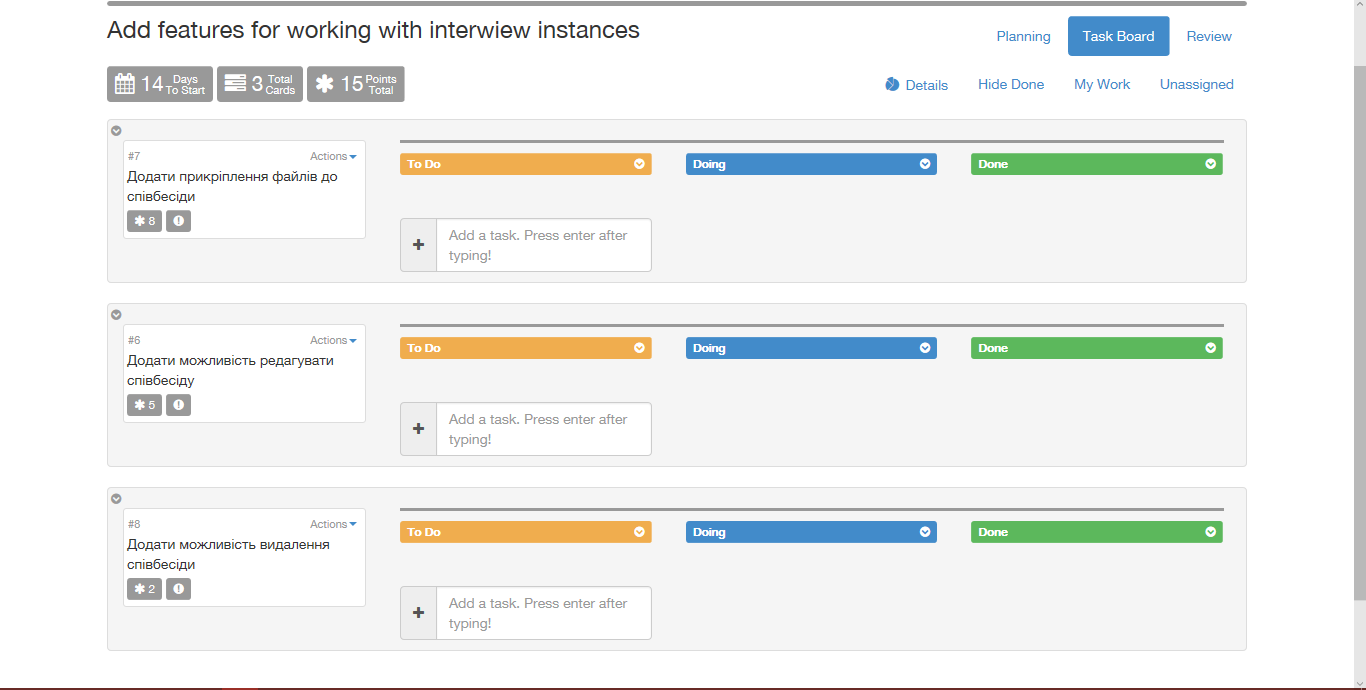 Add features for working with interwiew instances
Planning
Task Board
Review
14 Days To Start
3 Total Cards
15 Points Total
Details
Hide Done
My Work
Unassigned
#7
Actions
Додати прикріплення файлів до
співбесіди
8
To Do
Doing
Done
Add a task. Press enter after
typing!
#6
Actions
Додати можливість редагувати
співбесіду
5
To Do
Doing
Done
Add a task. Press enter after
typing!
#8
Actions
Додати можливість видалення
співбесіди
2
To Do
Doing
Done
Add a task. Press enter after
typing!